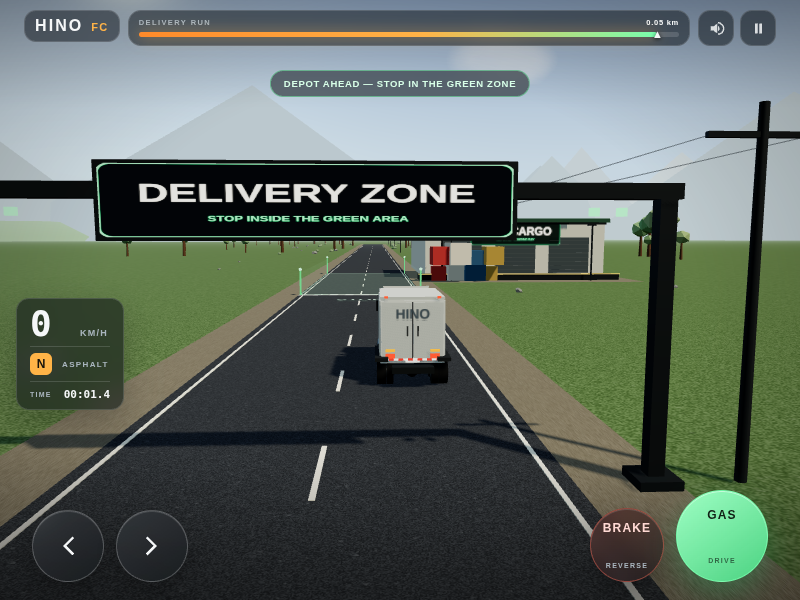 HINO FC
DELIVERY RUN
0.05 km
DEPOT AHEAD — STOP IN THE GREEN ZONE
DELIVERY ZONE
STOP INSIDE THE GREEN AREA
HINO
0 KM/H
N ASPHALT
TIME 00:01.4
BRAKE
REVERSE
GAS
DRIVE